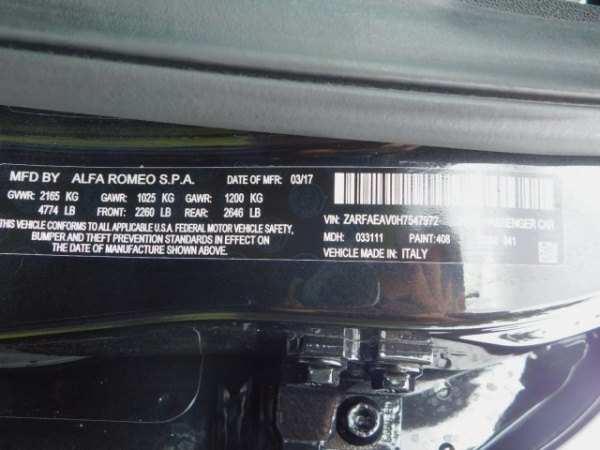 MFD BY ALFA ROMEO S.P.A. DATE OF MFR: 03/17
GVWR: 2165 KG GAWR: 1025 KG GAWR: 1200 KG
4774 LB FRONT: 2260 LB REAR: 2646 LB
THIS VEHICLE CONFORMS TO ALL APPLICABLE U.S.A. FEDERAL MOTOR VEHICLE SAFETY,
BUMPER AND THEFT PREVENTION STANDARDS IN EFFECT ON
THE DATE OF MANUFACTURE SHOWN ABOVE.
VIN: ZARFAEAV0H7547972 PASSENGER CAR
MDH: 033111 PAINT:408 841
VEHICLE MADE IN: ITALY